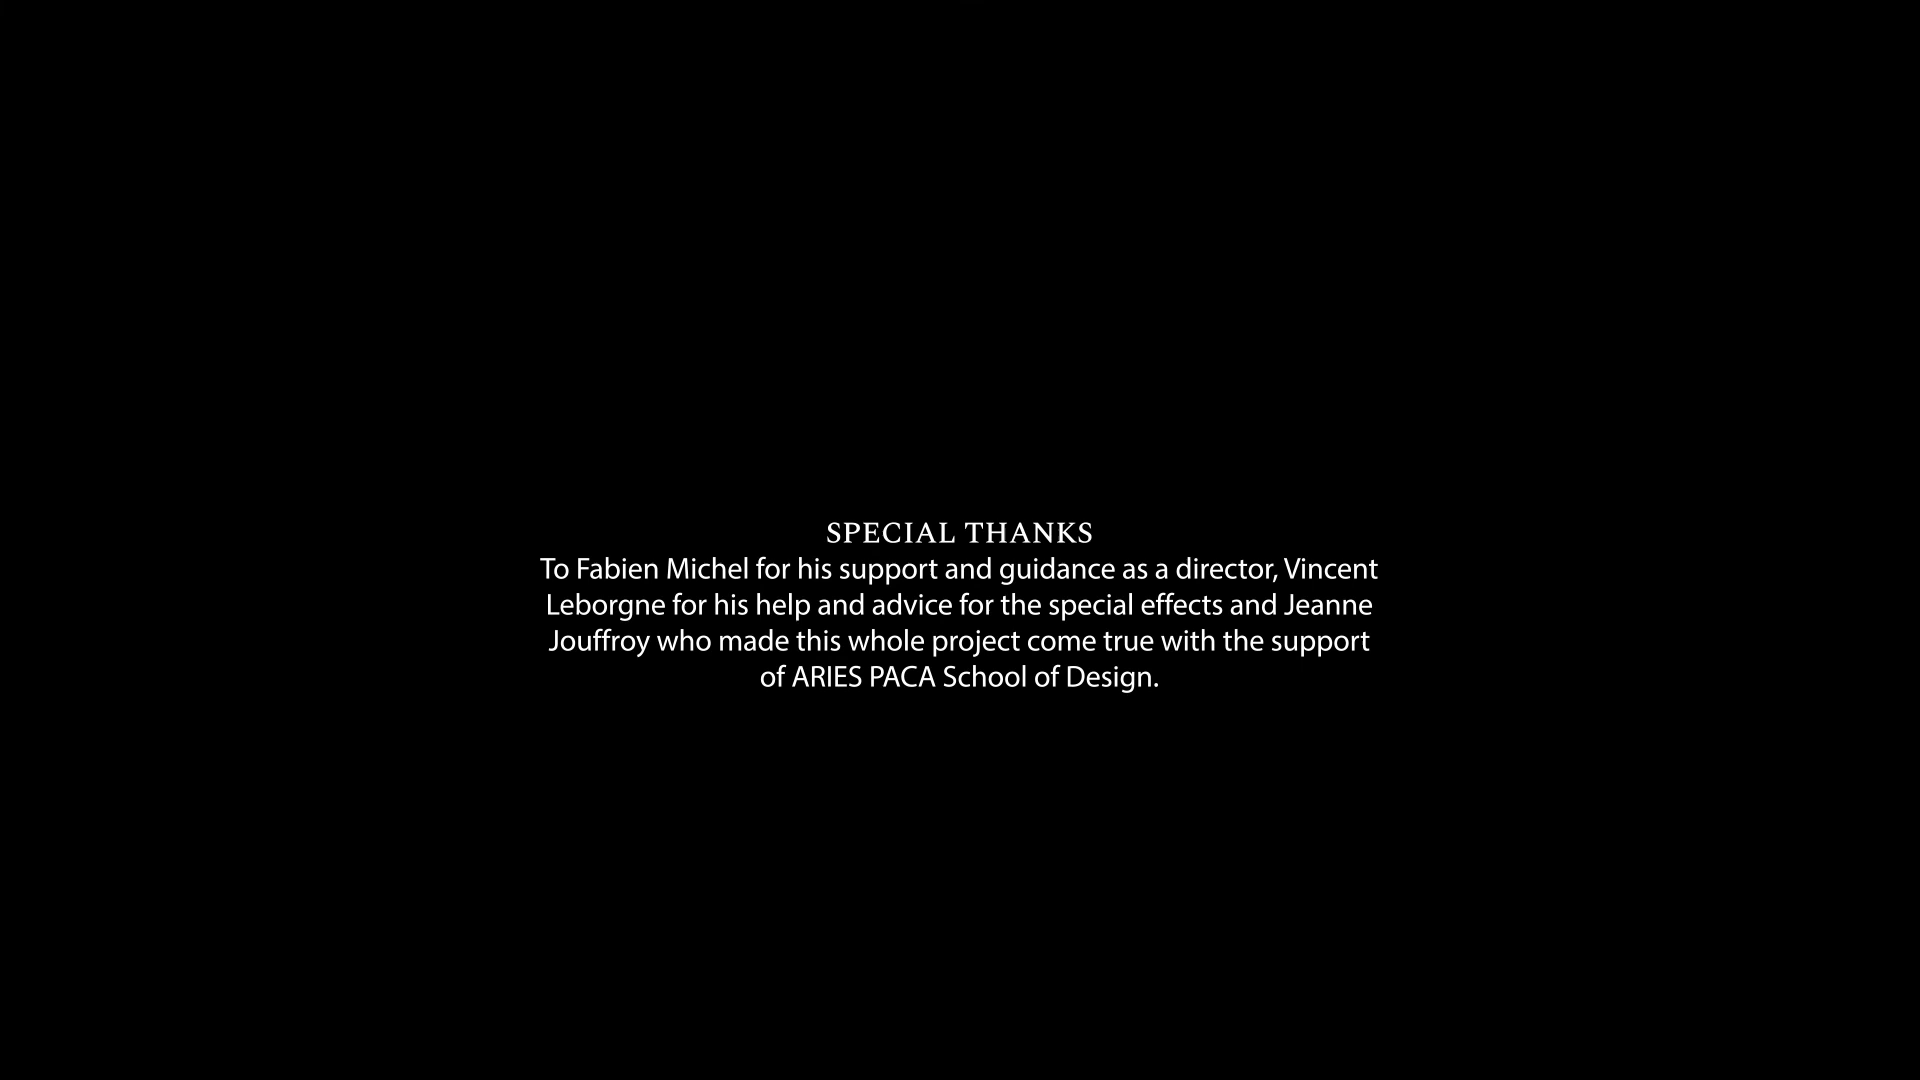 SPECIAL THANKS
To Fabien Michel for his support and guidance as a director, Vincent
Leborgne for his help and advice for the special effects and Jeanne
Jouffroy who made this whole project come true with the support
of ARIES PACA School of Design.